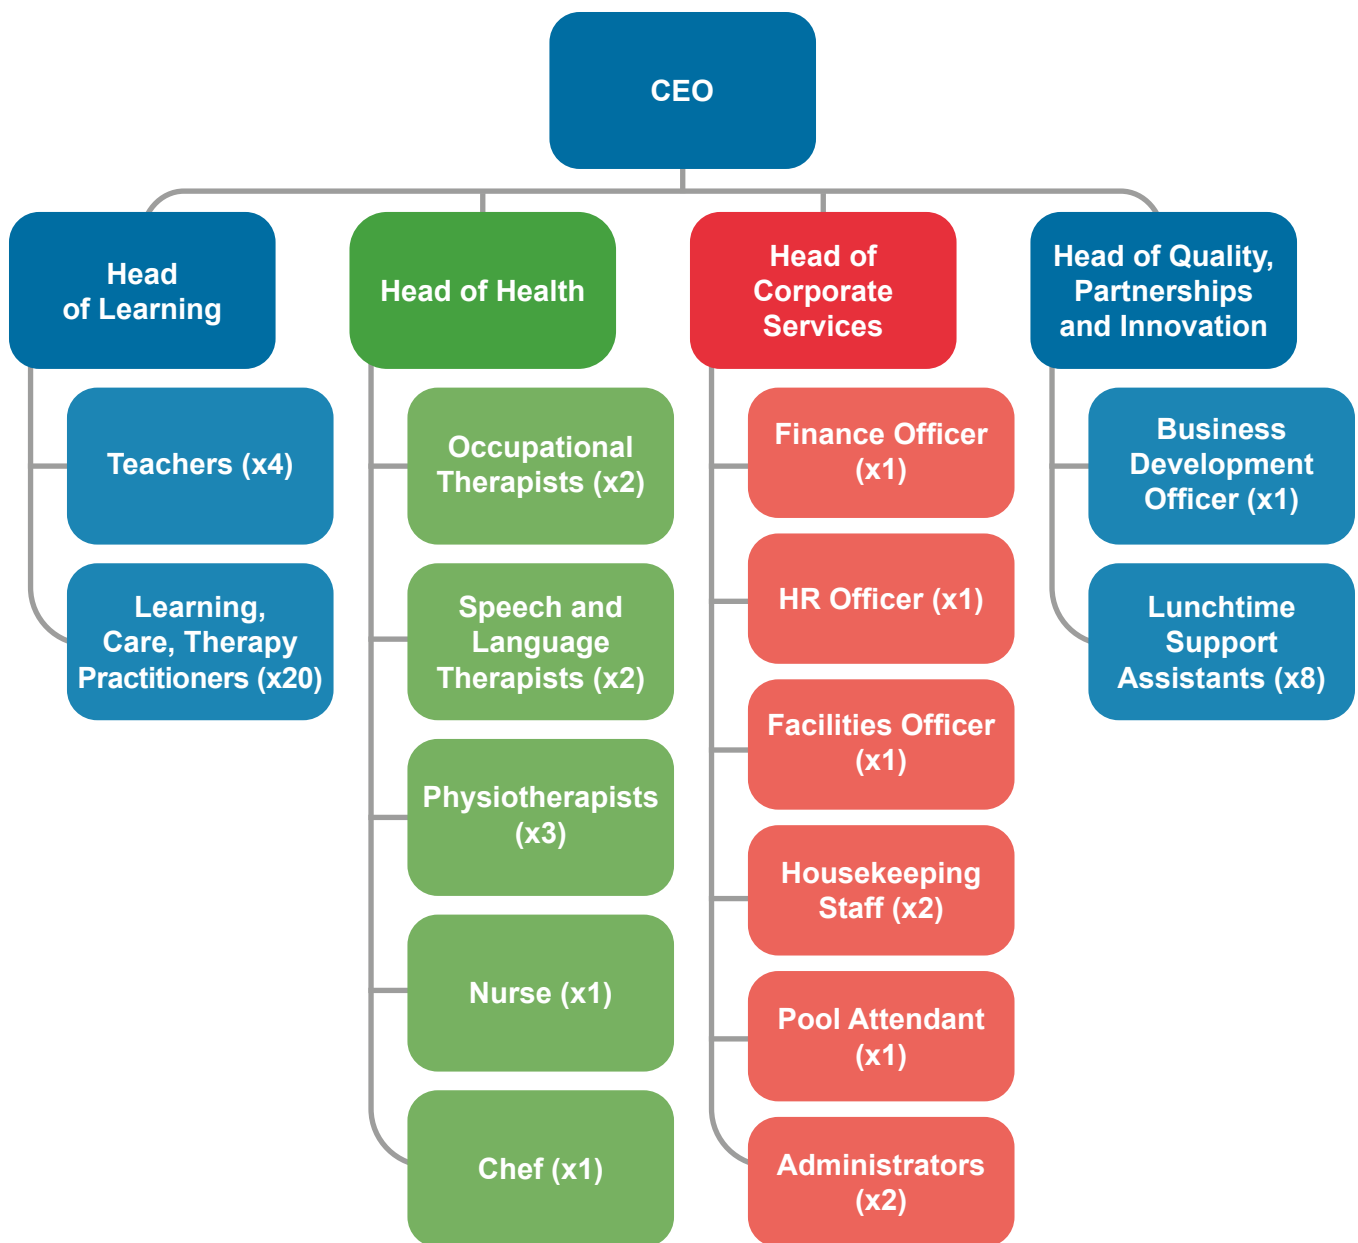 CEO
Head
of Learning
Head of Health
Head of
Corporate
Services
Head of Quality,
Partnerships
and Innovation
Teachers (x4)
Learning,
Care, Therapy
Practitioners (x20)
Occupational
Therapists (x2)
Speech and
Language
Therapists (x2)
Physiotherapists
(x3)
Nurse (x1)
Chef (x1)
Finance Officer
(x1)
HR Officer (x1)
Facilities Officer
(x1)
Housekeeping
Staff (x2)
Pool Attendant
(x1)
Administrators
(x2)
Business
Development
Officer (x1)
Lunchtime
Support
Assistants (x8)